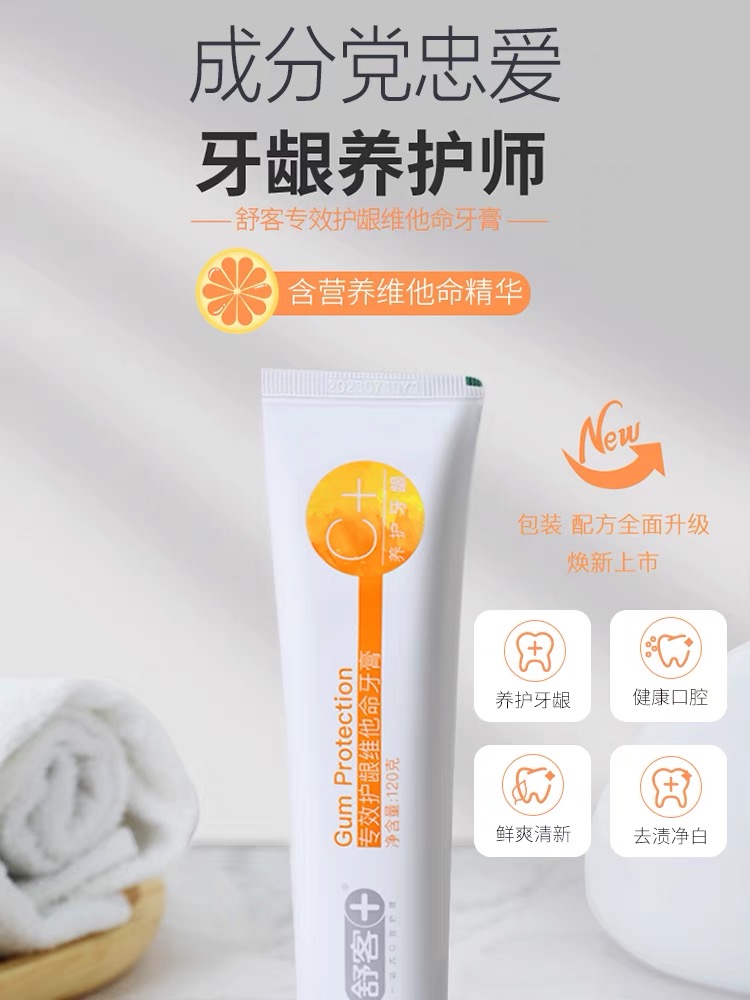 成分党忠爱
牙龈养护师
舒客专效护龈维他命牙膏
含营养维他命精华
New
包装 配方全面升级
焕新上市
养护牙龈
健康口腔
鲜爽清新
去渍净白
C+
养护牙龈
Gum Protection
专效护龈维他命牙膏
净含量:120克
舒客